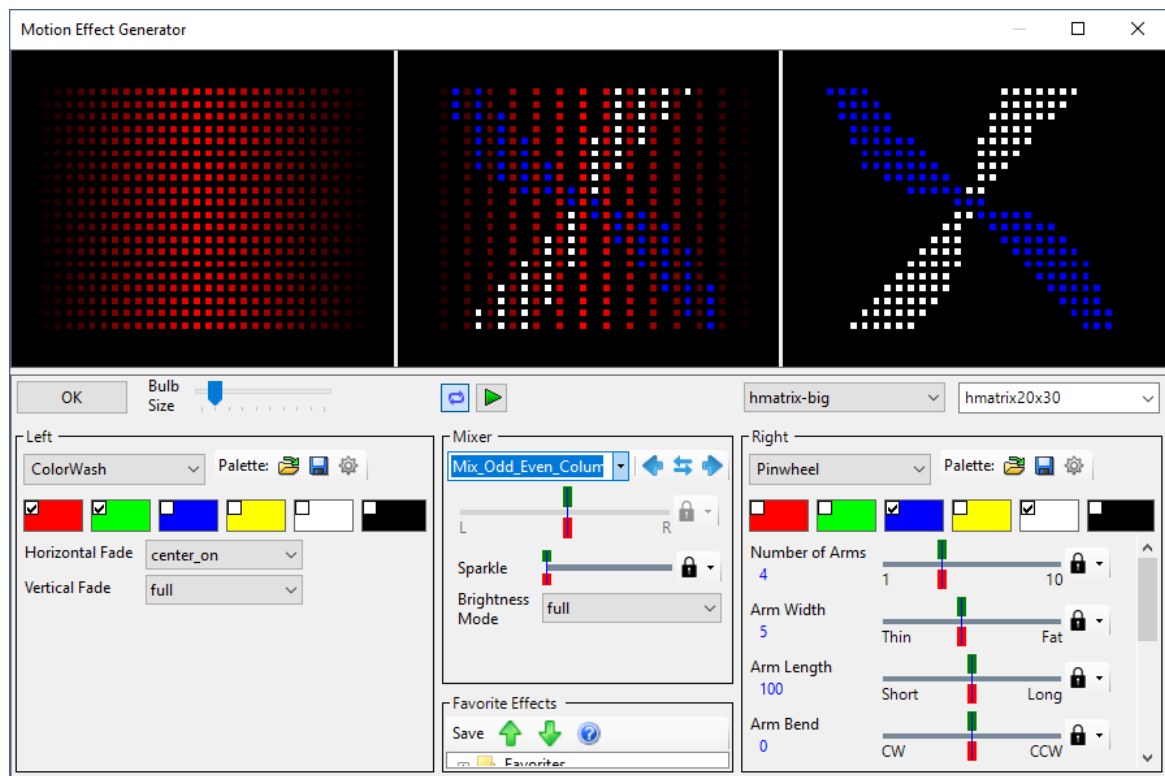 Motion Effect Generator
OK
Bulb
Size
hmatrix-big
hmatrix20x30
Left
ColorWash
Palette:
Horizontal Fade
center_on
Vertical Fade
full
Mixer
Mix_Odd_Even_Colum
L
R
Sparkle
Brightness
Mode
full
Favorite Effects
Save
Favorites
Right
Pinwheel
Palette:
Number of Arms
4
1
10
Arm Width
5
Thin
Fat
Arm Length
100
Short
Long
Arm Bend
0
CW
CCW